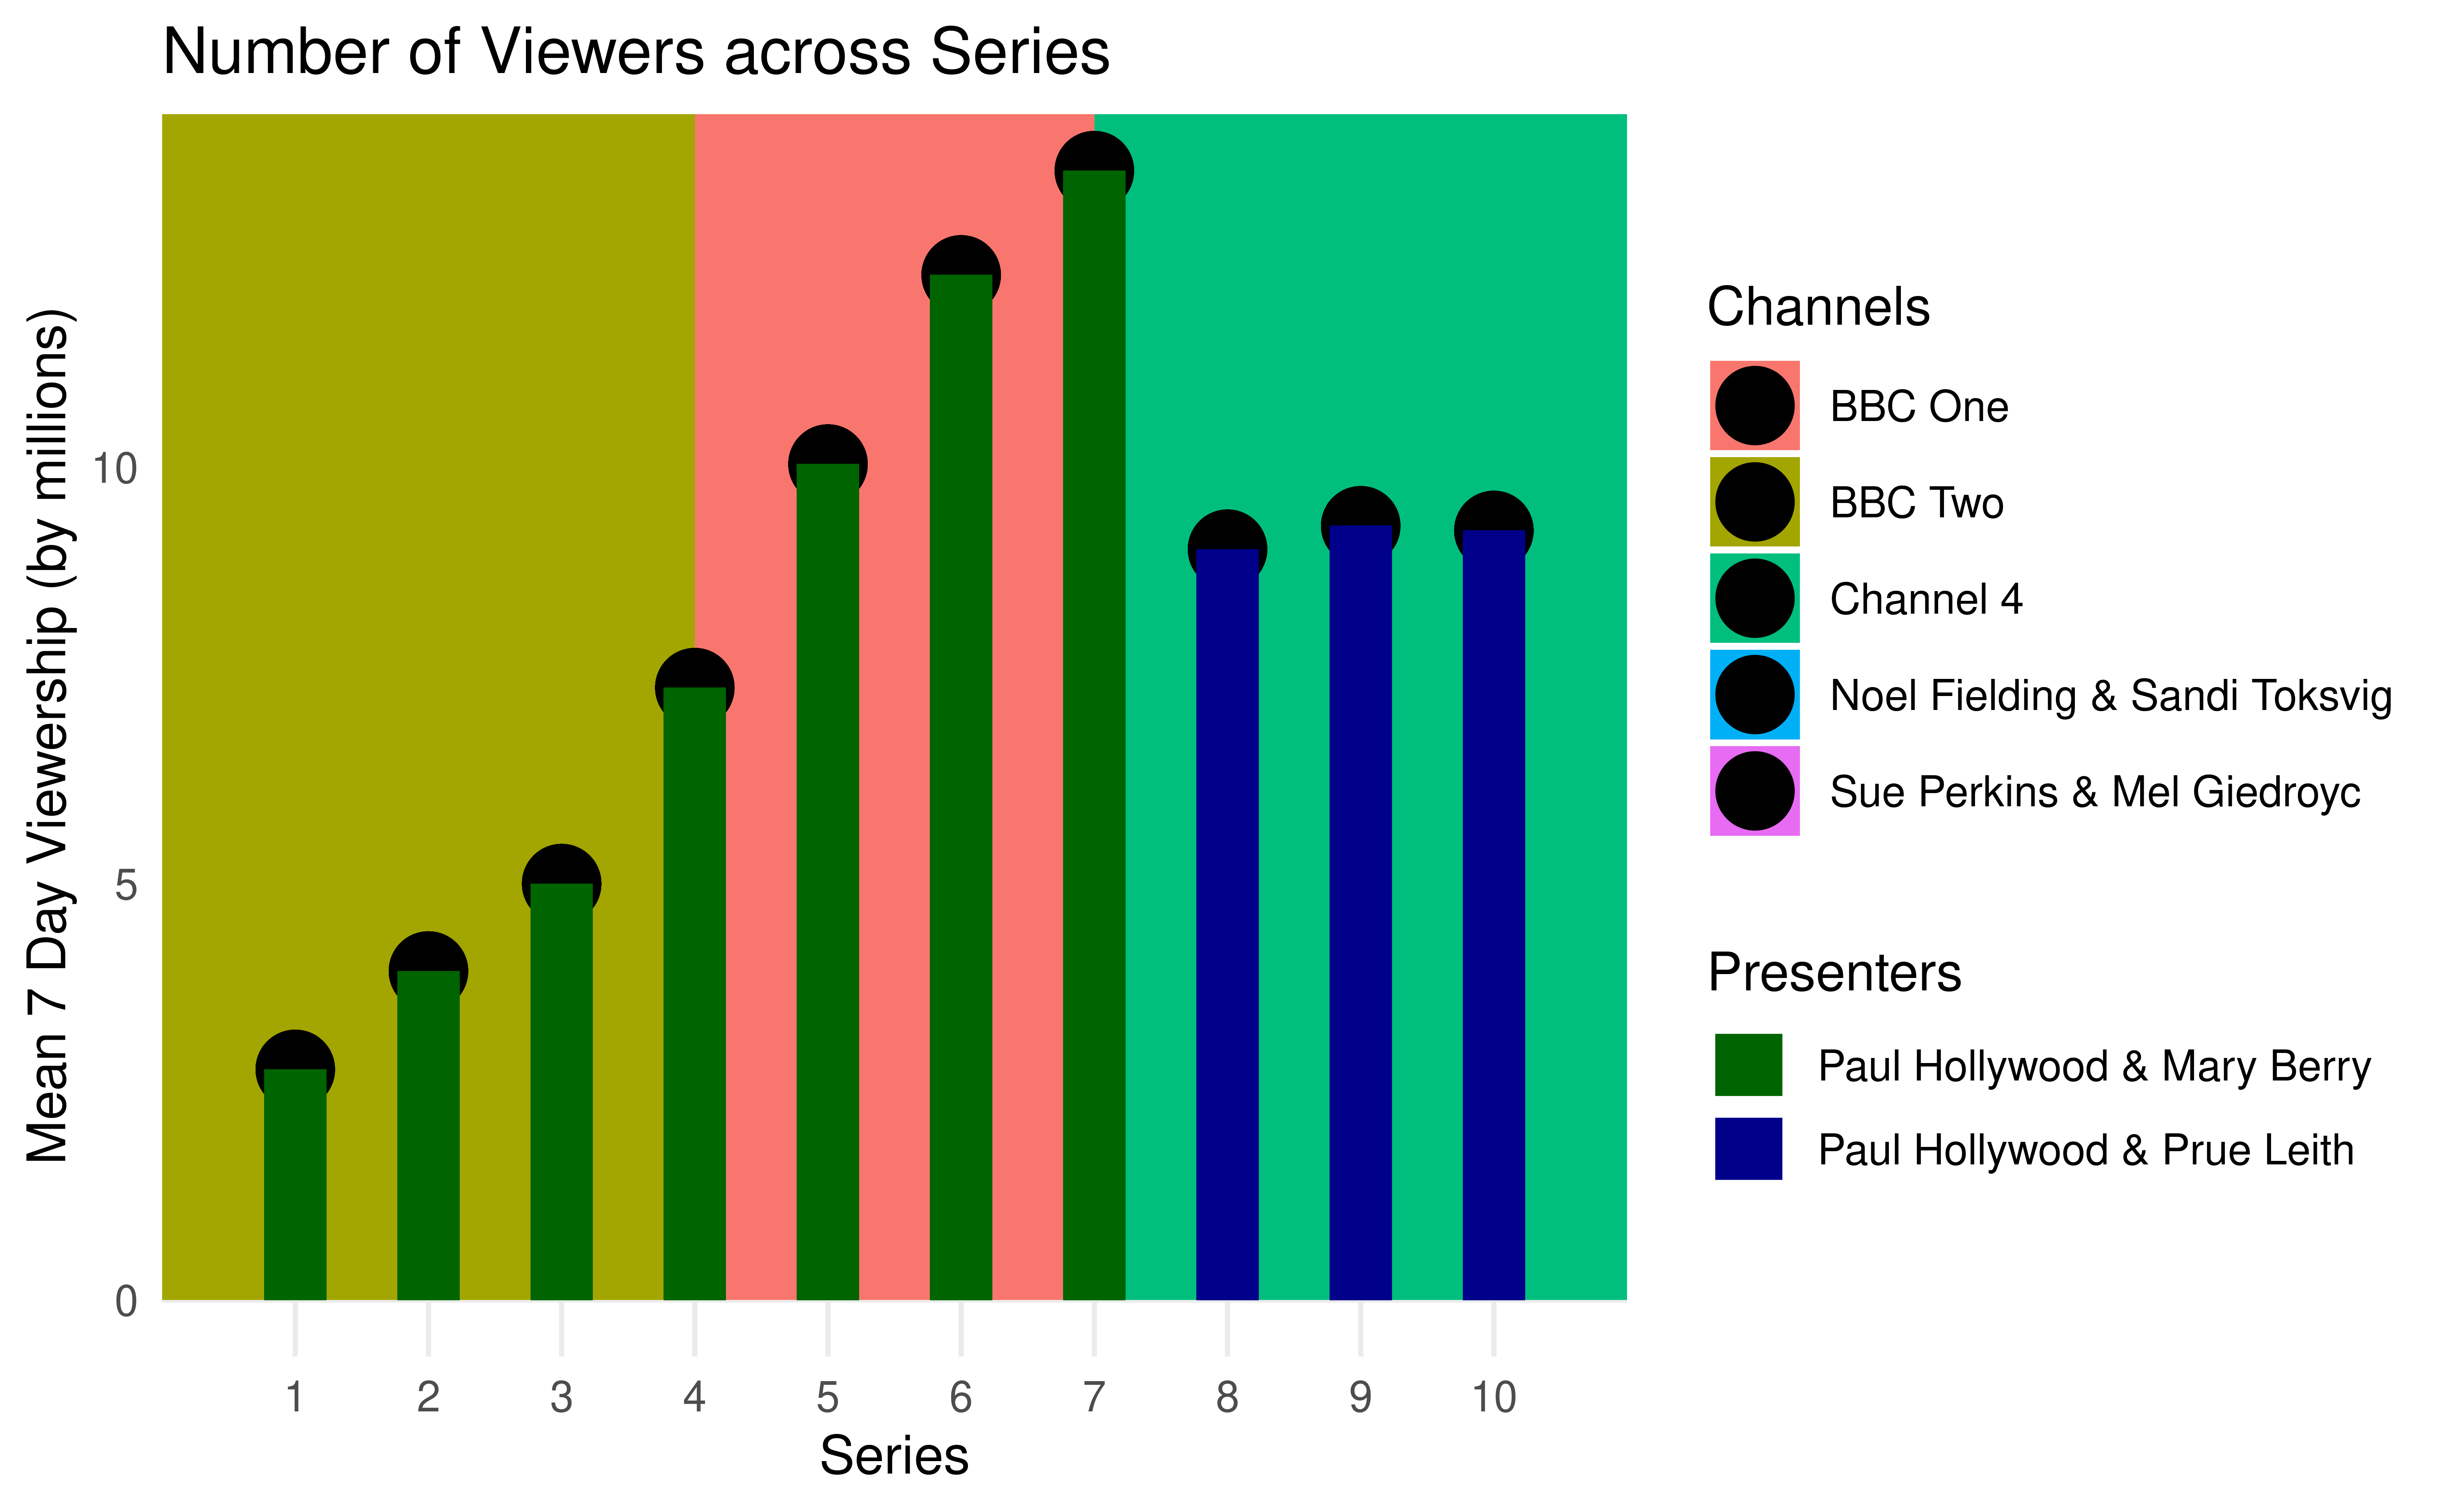 Number of Viewers across Series
Mean 7 Day Viewership (by millions)
10
5
0
1 2 3 4 5 6 7 8 9 10
Series
Channels
BBC One
BBC Two
Channel 4
Noel Fielding & Sandi Toksvig
Sue Perkins & Mel Giedroyc
Presenters
Paul Hollywood & Mary Berry
Paul Hollywood & Prue Leith